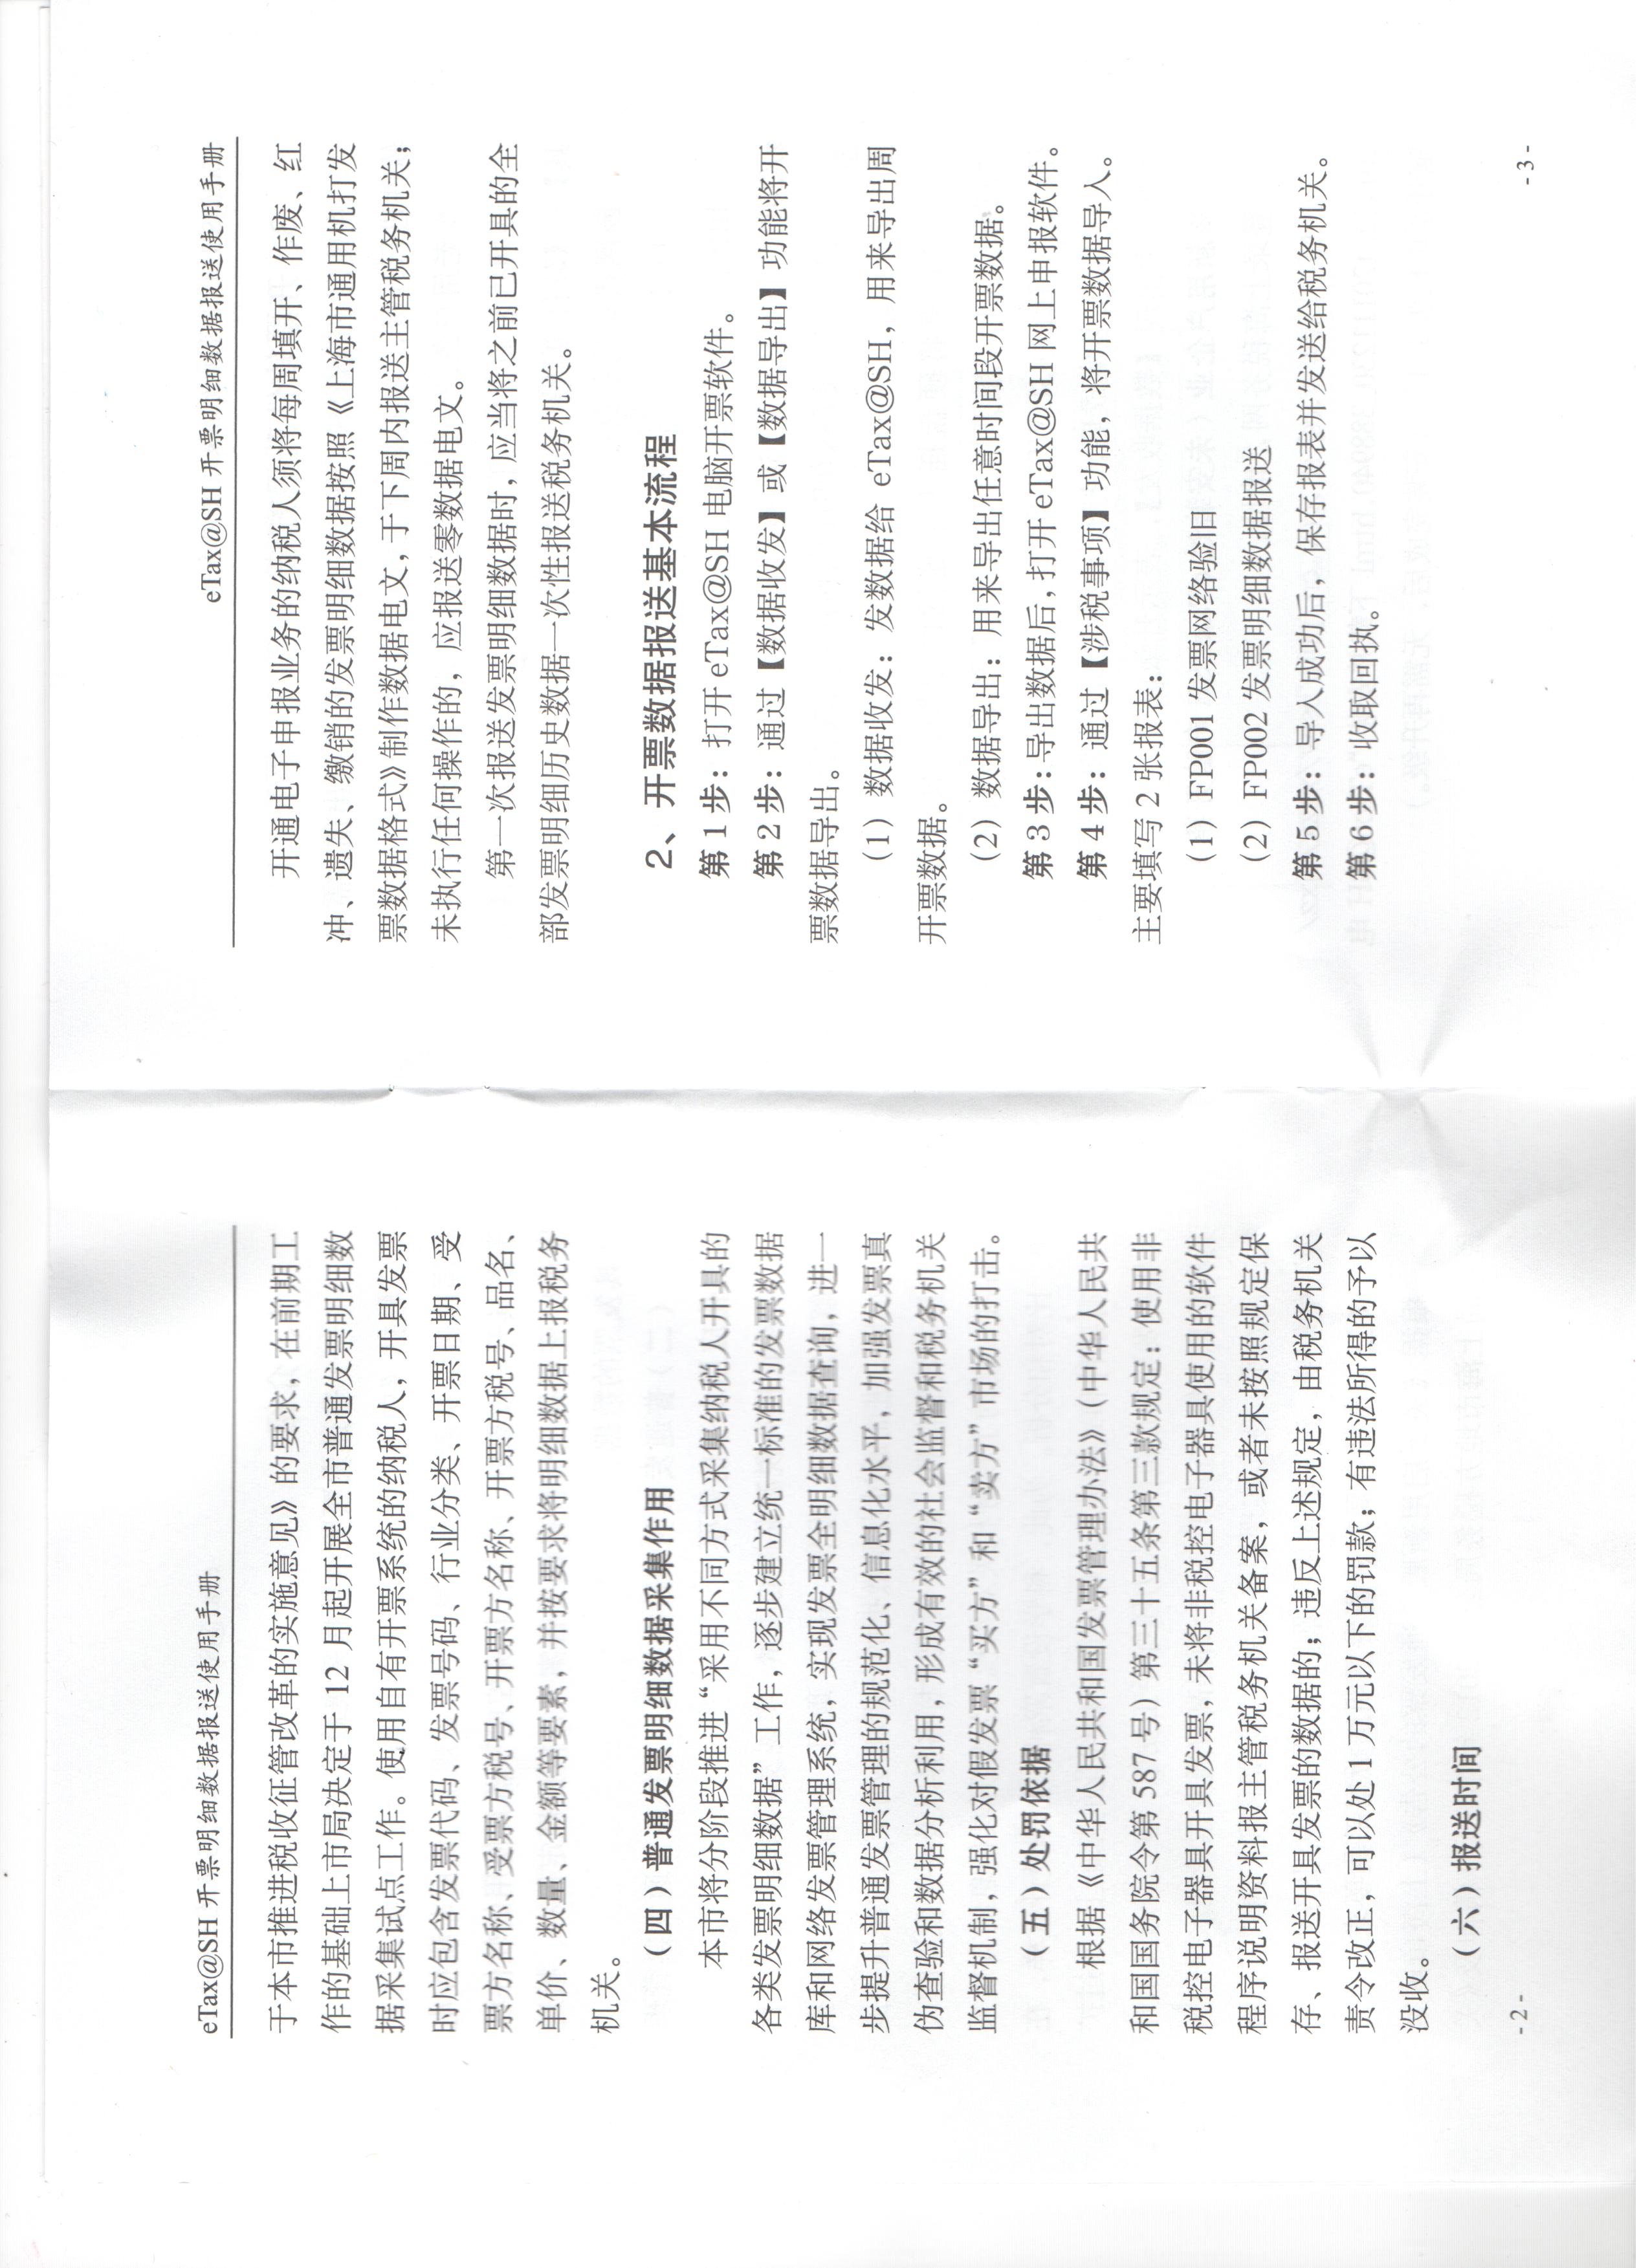 eTax@SH 开票明细数据报送使用手册
于本市推进税收征管改革的实施意见》的要求，在前期工
作的基础上市局决定于 12 月起开展全市普通发票明细数
据采集试点工作。使用自有开票系统的纳税人，开具发票
时应包含发票代码、发票号码、行业分类、开票日期、受
票方名称、受票方税号、开票方名称、开票方税号、品名、
单价、数量、金额等要素，并按要求将明细数据上报税务
机关。
（四）普通发票明细数据采集作用
本市将分阶段推进“采用不同方式采集纳税人开具的
各类发票明细数据”工作，逐步建立统一标准的发票数据
库和网络发票管理系统，实现发票全明细数据查询，进一
步提升普通发票管理的规范化、信息化水平，加强发票真
伪查验和数据分析利用，形成有效的社会监督和税务机关
监督机制，强化对假发票“买方”和“卖方”市场的打击。
（五）处罚依据
根据《中华人民共和国发票管理办法》（中华人民共
和国国务院令第 587 号）第三十五条第三款规定：使用非
税控电子器具开具发票，未将非税控电子器具使用的软件
程序说明资料报主管税务机关备案，或者未按照规定保
存、报送开具发票的数据的；违反上述规定，由税务机关
责令改正，可以处 1 万元以下的罚款；有违法所得的予以
没收。
（六）报送时间
- 2 -
eTax@SH 开票明细数据报送使用手册
开通电子申报业务的纳税人须将每周填开、作废、红
冲、遗失、缴销的发票明细数据按照《上海市通用机打发
票数据格式》制作数据电文，于下周内报送主管税务机关；
未执行任何操作的，应报送零数据电文。
第一次报送发票明细数据时，应当将之前已开具的全
部发票明细历史数据一次性报送税务机关。
2、开票数据报送基本流程
第 1 步：打开 eTax@SH 电脑开票软件。
第 2 步：通过【数据收发】或【数据导出】功能将开
票数据导出。
（1）数据收发：发数据给 eTax@SH，用来导出周
开票数据。
（2）数据导出：用来导出任意时间段开票数据。
第 3 步：导出数据后，打开 eTax@SH 网上申报软件。
第 4 步：通过【涉税事项】功能，将开票数据导入。
主要填写 2 张报表：
（1）FP001 发票网络验旧
（2）FP002 发票明细数据报送
第 5 步：导入成功后，保存报表并发送给税务机关。
第 6 步：收取回执。
- 3 -